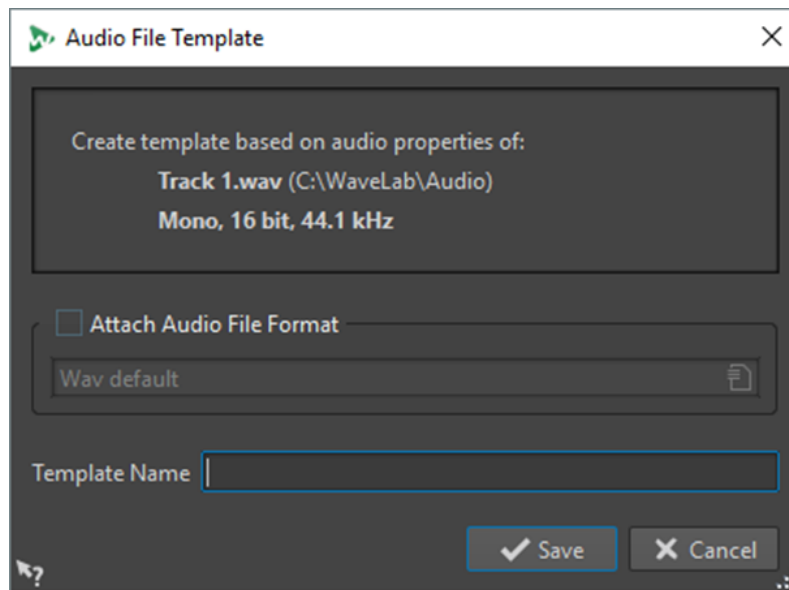 Audio File Template
Create template based on audio properties of:
Track 1.wav (C:\WaveLab\Audio)
Mono, 16 bit, 44.1 kHz
Attach Audio File Format
Wav default
Template Name
Save Cancel
?